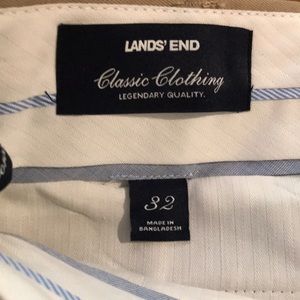 LANDS' END
Classic Clothing
LEGENDARY QUALITY.
32
MADE IN
BANGLADESH